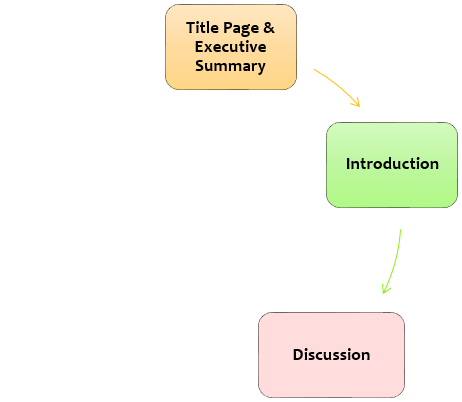 Title Page &
Executive
Summary
Introduction
Discussion